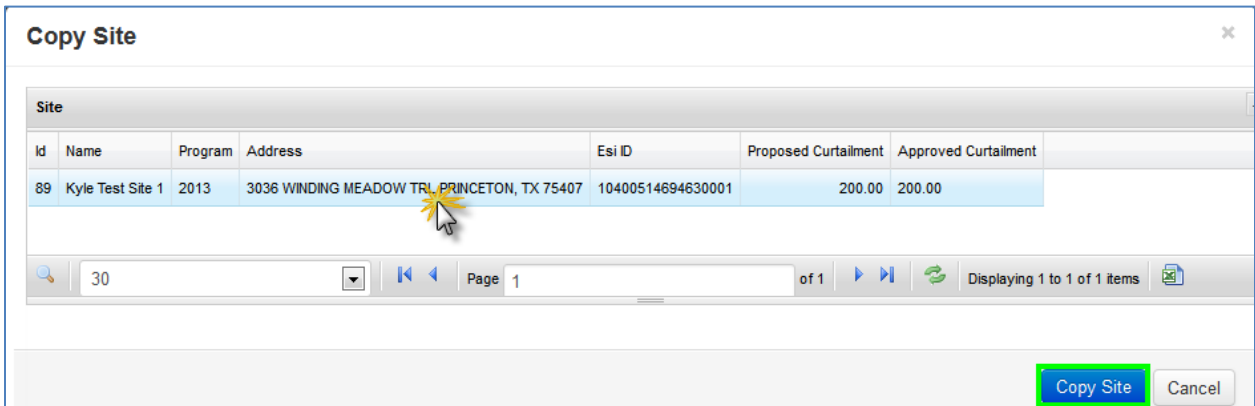 Copy Site
Site
Id Name Program Address Esi ID Proposed Curtailment Approved Curtailment
89 Kyle Test Site 1 2013 3036 WINDING MEADOW TRL, PRINCETON, TX 75407 10400514694630001 200.00 200.00
30 Page 1 of 1 Displaying 1 to 1 of 1 items
Copy Site Cancel